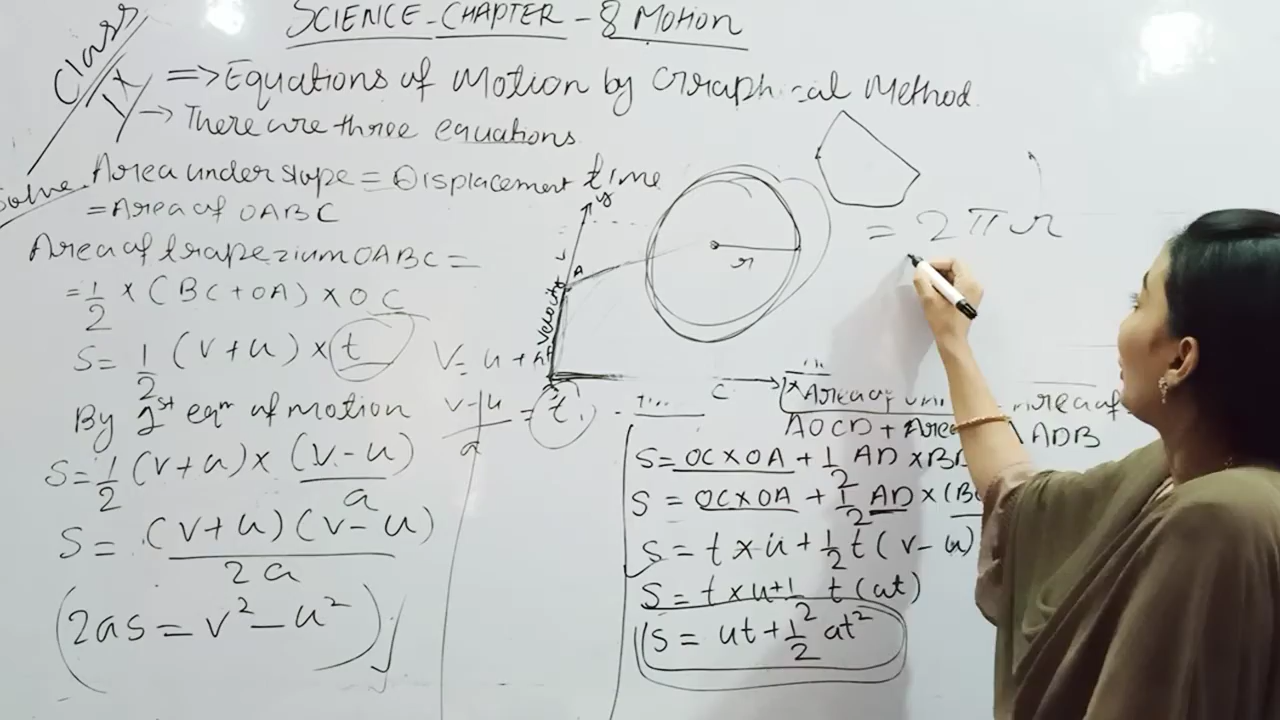 SCIENCE - CHAPTER - 8 Motion
Class IX
=> Equations of Motion by Graphical Method.
-> There are three equations
Solve Area under slope = Displacement time
= Area of OABC
Area of trapezium OABC =
= 1/2 × (BC + OA) × OC
S = 1/2 (v+u) × t
By 1st eqn of motion
S = 1/2 (v+u) × (v-u)/a
S = (v+u)(v-u)/2a
2as = v² - u²
V = u +
v-u/a = t
y
Velocity
A
C
r
= 2πr
Area of
Area of
AOCD + Area ADB
S = OC × OA + 1/2 AD × BD
S = OC × OA + 1/2 AD × (BC
S = t × u + 1/2 t (v-u)
S = t × u + 1/2 t (at)
S = ut + 1/2 at²